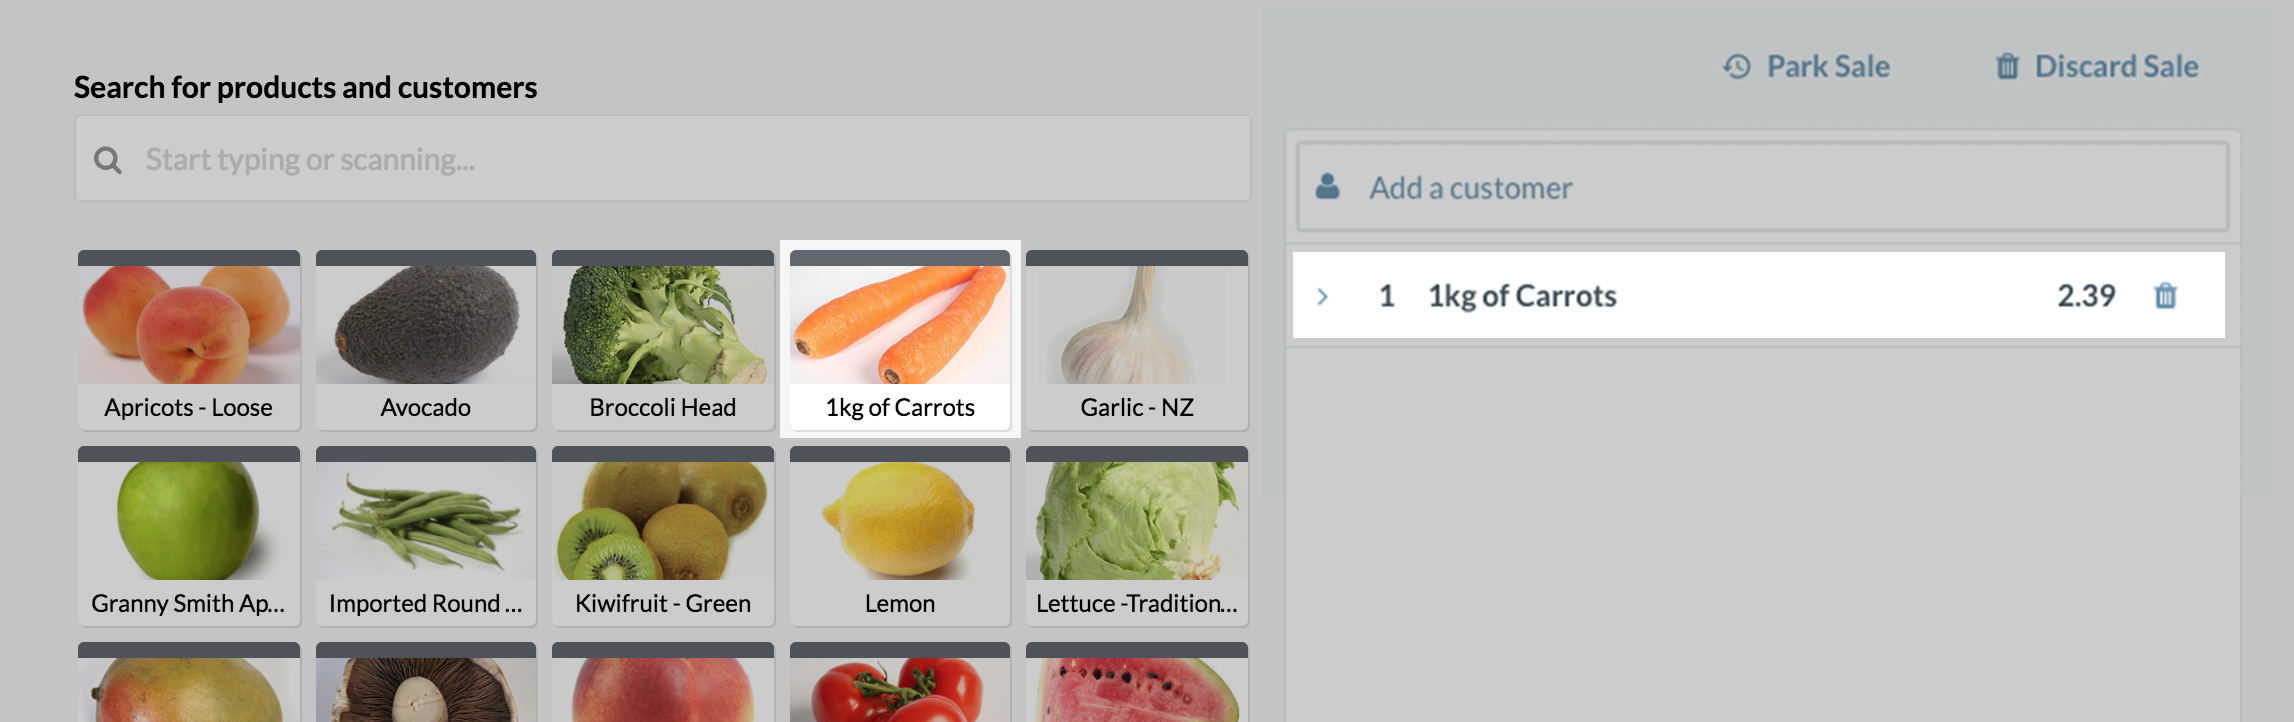 Search for products and customers
Start typing or scanning...
Apricots - Loose
Avocado
Broccoli Head
1kg of Carrots
Garlic - NZ
Granny Smith Ap...
Imported Round ...
Kiwifruit - Green
Lemon
Lettuce -Tradition...
Park Sale
Discard Sale
Add a customer
1 1kg of Carrots 2.39